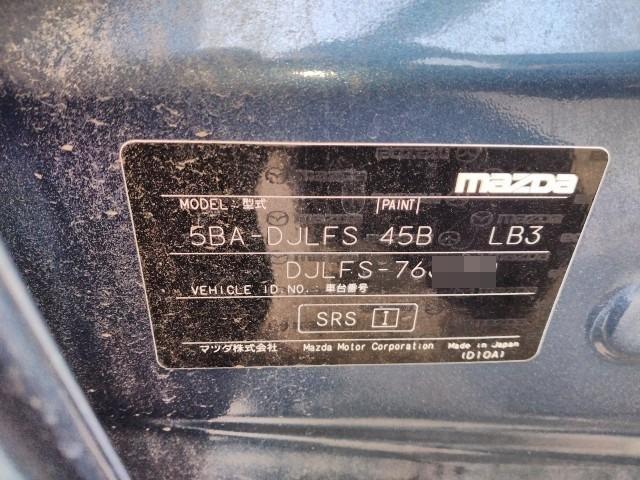 mazda
MODEL: 型式 PAINT
5BA-DJLFS 45B LB3
DJLFS-76
VEHICLE ID.NO.: 車台番号
SRS I
マツダ株式会社 Mazda Motor Corporation Made in Japan
(D10A)